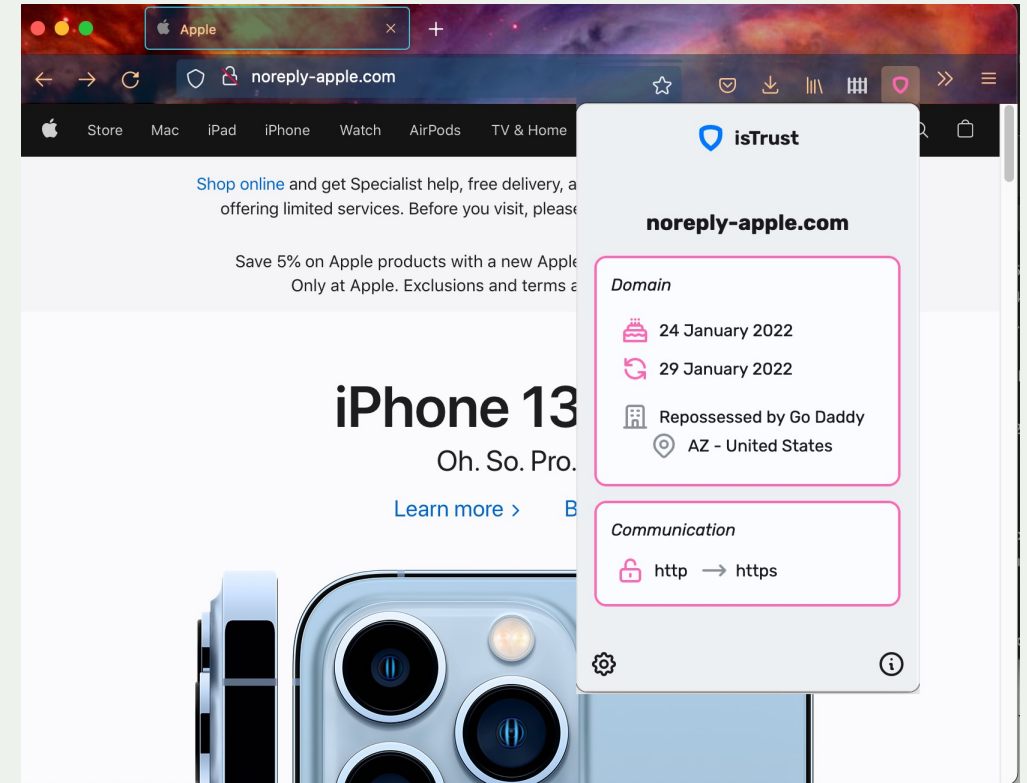 Apple
noreply-apple.com
Store Mac iPad iPhone Watch AirPods TV & Home
Shop online and get Specialist help, free delivery, a
offering limited services. Before you visit, please
Save 5% on Apple products with a new Apple
Only at Apple. Exclusions and terms a
iPhone 13
Oh. So. Pro.
Learn more > B
isTrust
noreply-apple.com
Domain
24 January 2022
29 January 2022
Repossessed by Go Daddy
AZ - United States
Communication
http → https